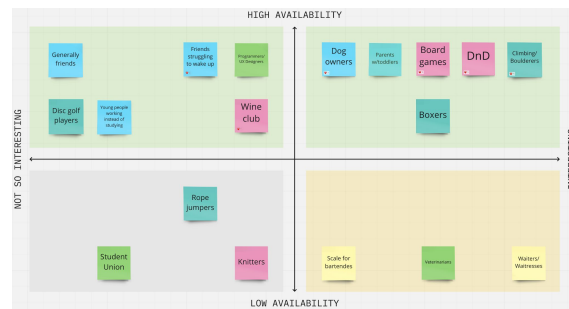 HIGH AVAILABILITY
Generally
friends
Friends
struggling
to wake up
Programmers/
UX Designers
Dog
owners
Parents
w/toddlers
Board
games
DnD
Climbing/
Boulderers
Disc golf
players
Young people
working
instead of
studying
Wine
club
Boxers
NOT SO INTERESTING
Rope
jumpers
Student
Union
Knitters
Scale for
bartendes
Veterinarians
Waiters/
Waitresses
LOW AVAILABILITY